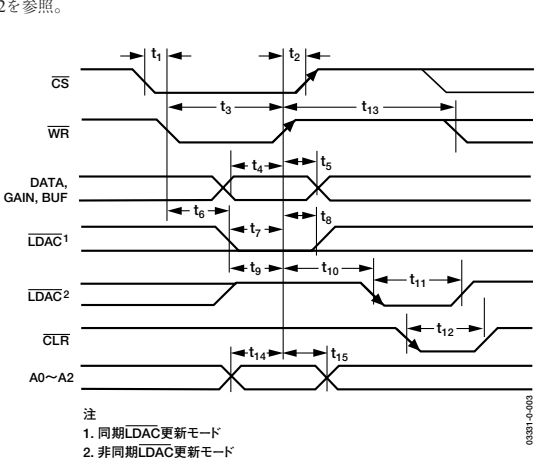 2を参照。
t1
t2
CS
t3
t13
WR
t4
t5
DATA,
GAIN, BUF
t6
t7
t8
LDAC1
t9
t10
t11
LDAC2
t12
CLR
t14
t15
A0～A2
注
1. 同期LDAC更新モード
2. 非同期LDAC更新モード
03331-0-003